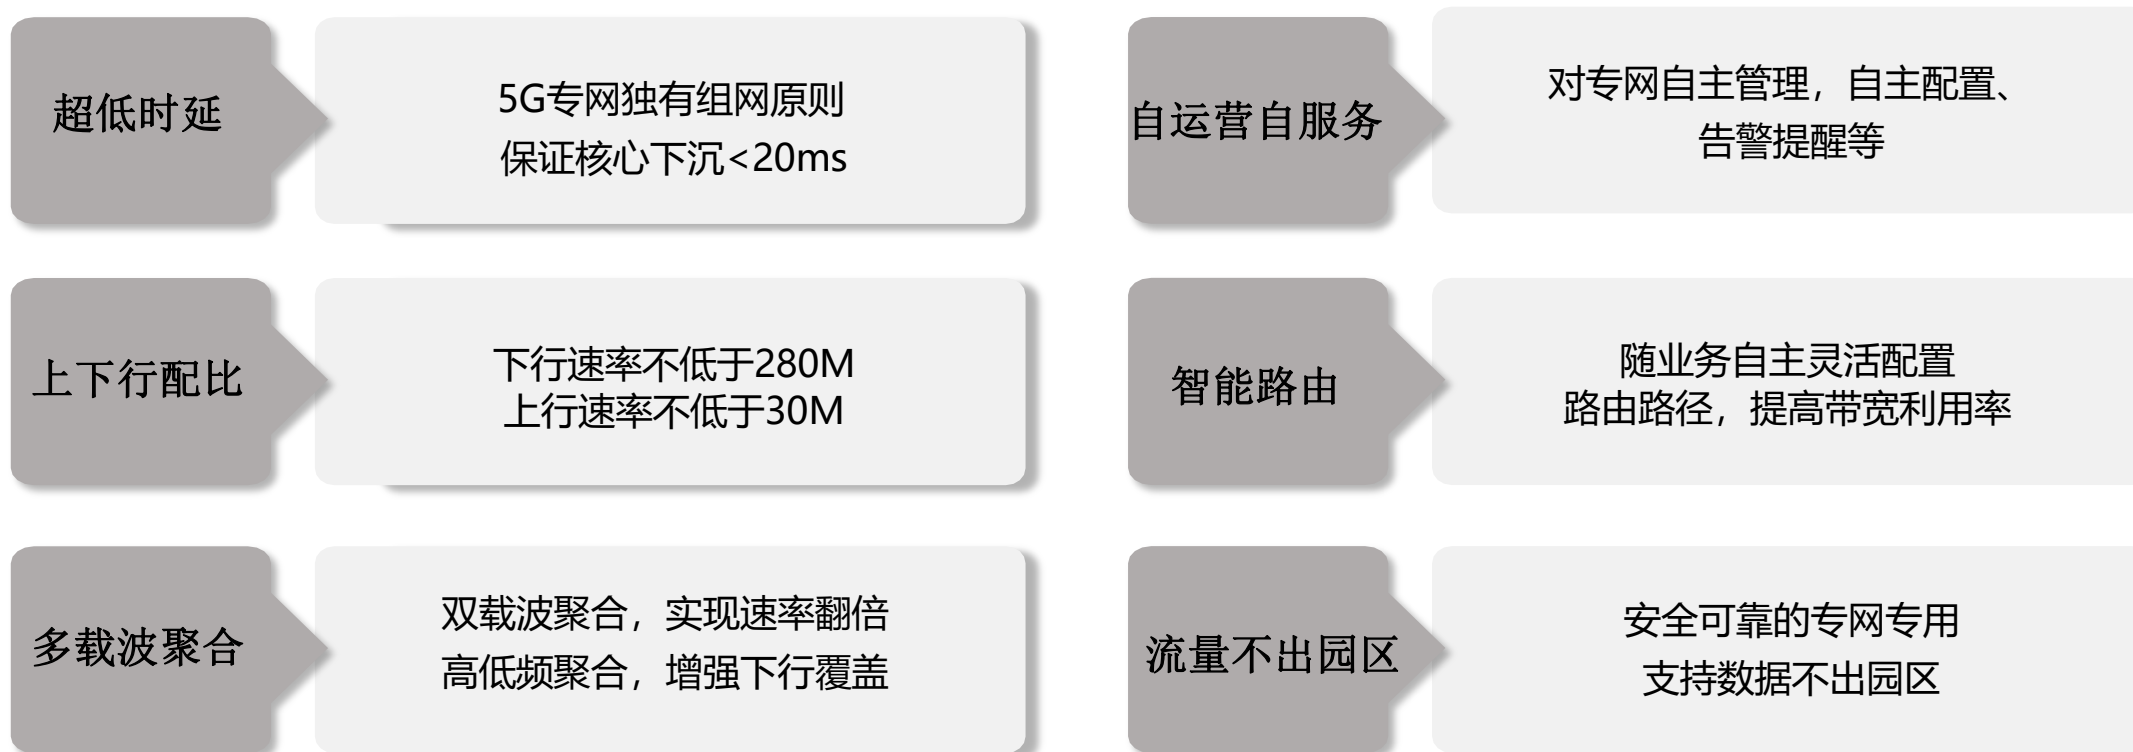 超低时延
5G专网独有组网原则
保证核心下沉<20ms
自运营自服务
对专网自主管理，自主配置、
告警提醒等
上下行配比
下行速率不低于280M
上行速率不低于30M
智能路由
随业务自主灵活配置
路由路径，提高带宽利用率
多载波聚合
双载波聚合，实现速率翻倍
高低频聚合，增强下行覆盖
流量不出园区
安全可靠的专网专用
支持数据不出园区